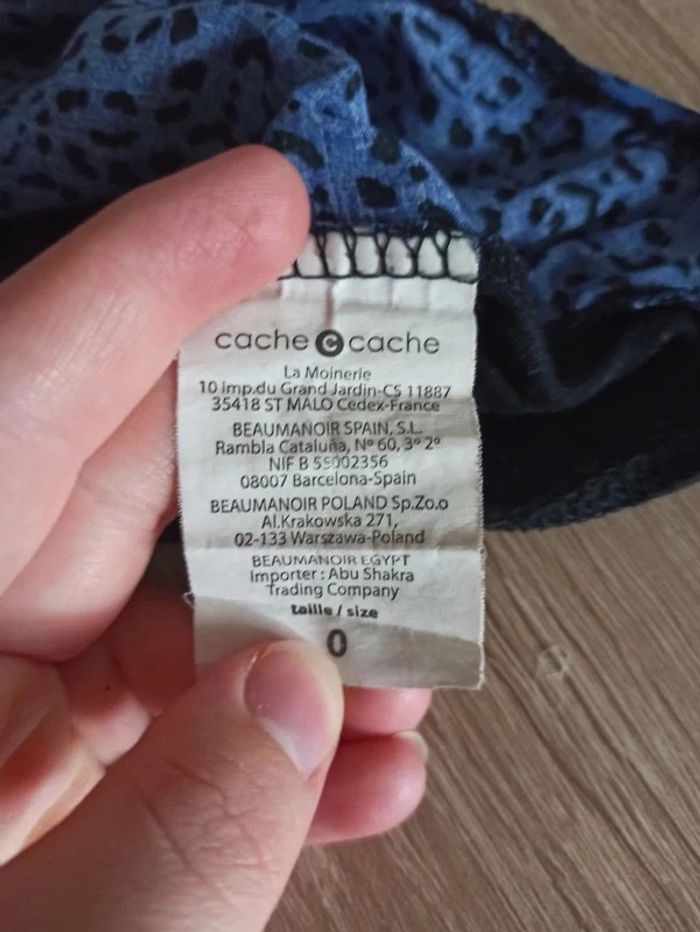 cache c cache
La Moinerie
10 imp.du Grand Jardin-CS 11887
35418 ST MALO Cedex-France
BEAUMANOIR SPAIN, S.L.
Rambla Cataluña, Nº 60, 3º 2º
NIF B 55002356
08007 Barcelona-Spain
BEAUMANOIR POLAND Sp.Zo.o
Al.Krakowska 271,
02-133 Warszawa-Poland
BEAUMANOIR EGYPT
Importer : Abu Shakra
Trading Company
taille / size
0